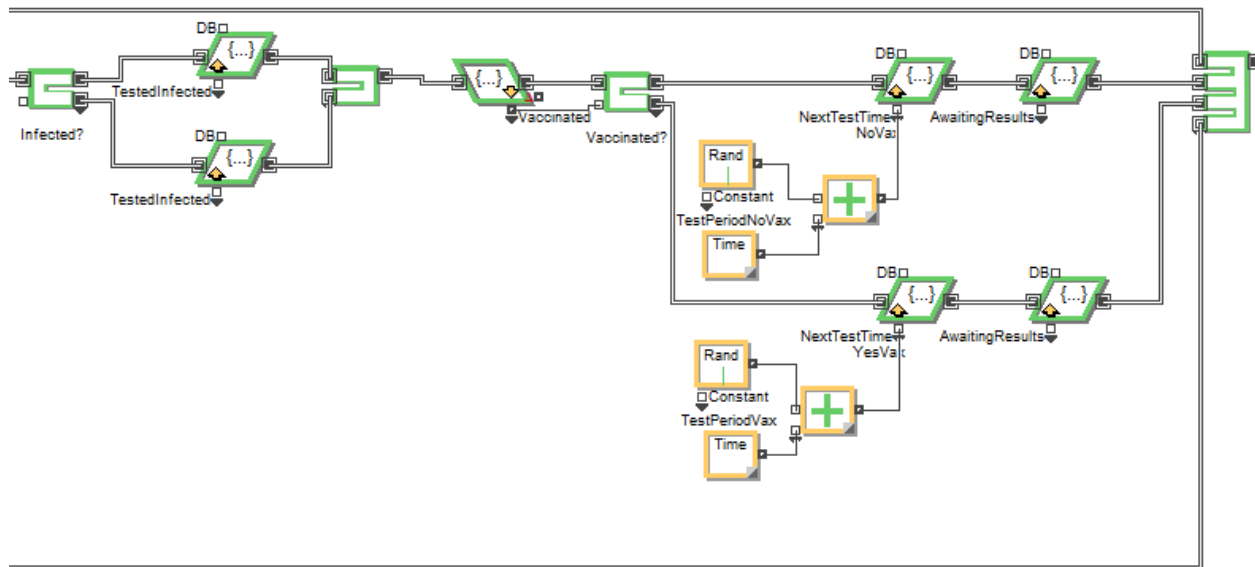 DB
{...}
TestedInfected
Infected?
DB
{...}
TestedInfected
{...}
Vaccinated
Vaccinated?
DB
{...}
NextTestTime
NoVax
DB
{...}
AwaitingResults
Rand
Constant
TestPeriodNoVax
Time
DB
{...}
NextTestTime
YesVax
DB
{...}
AwaitingResults
Rand
Constant
TestPeriodVax
Time